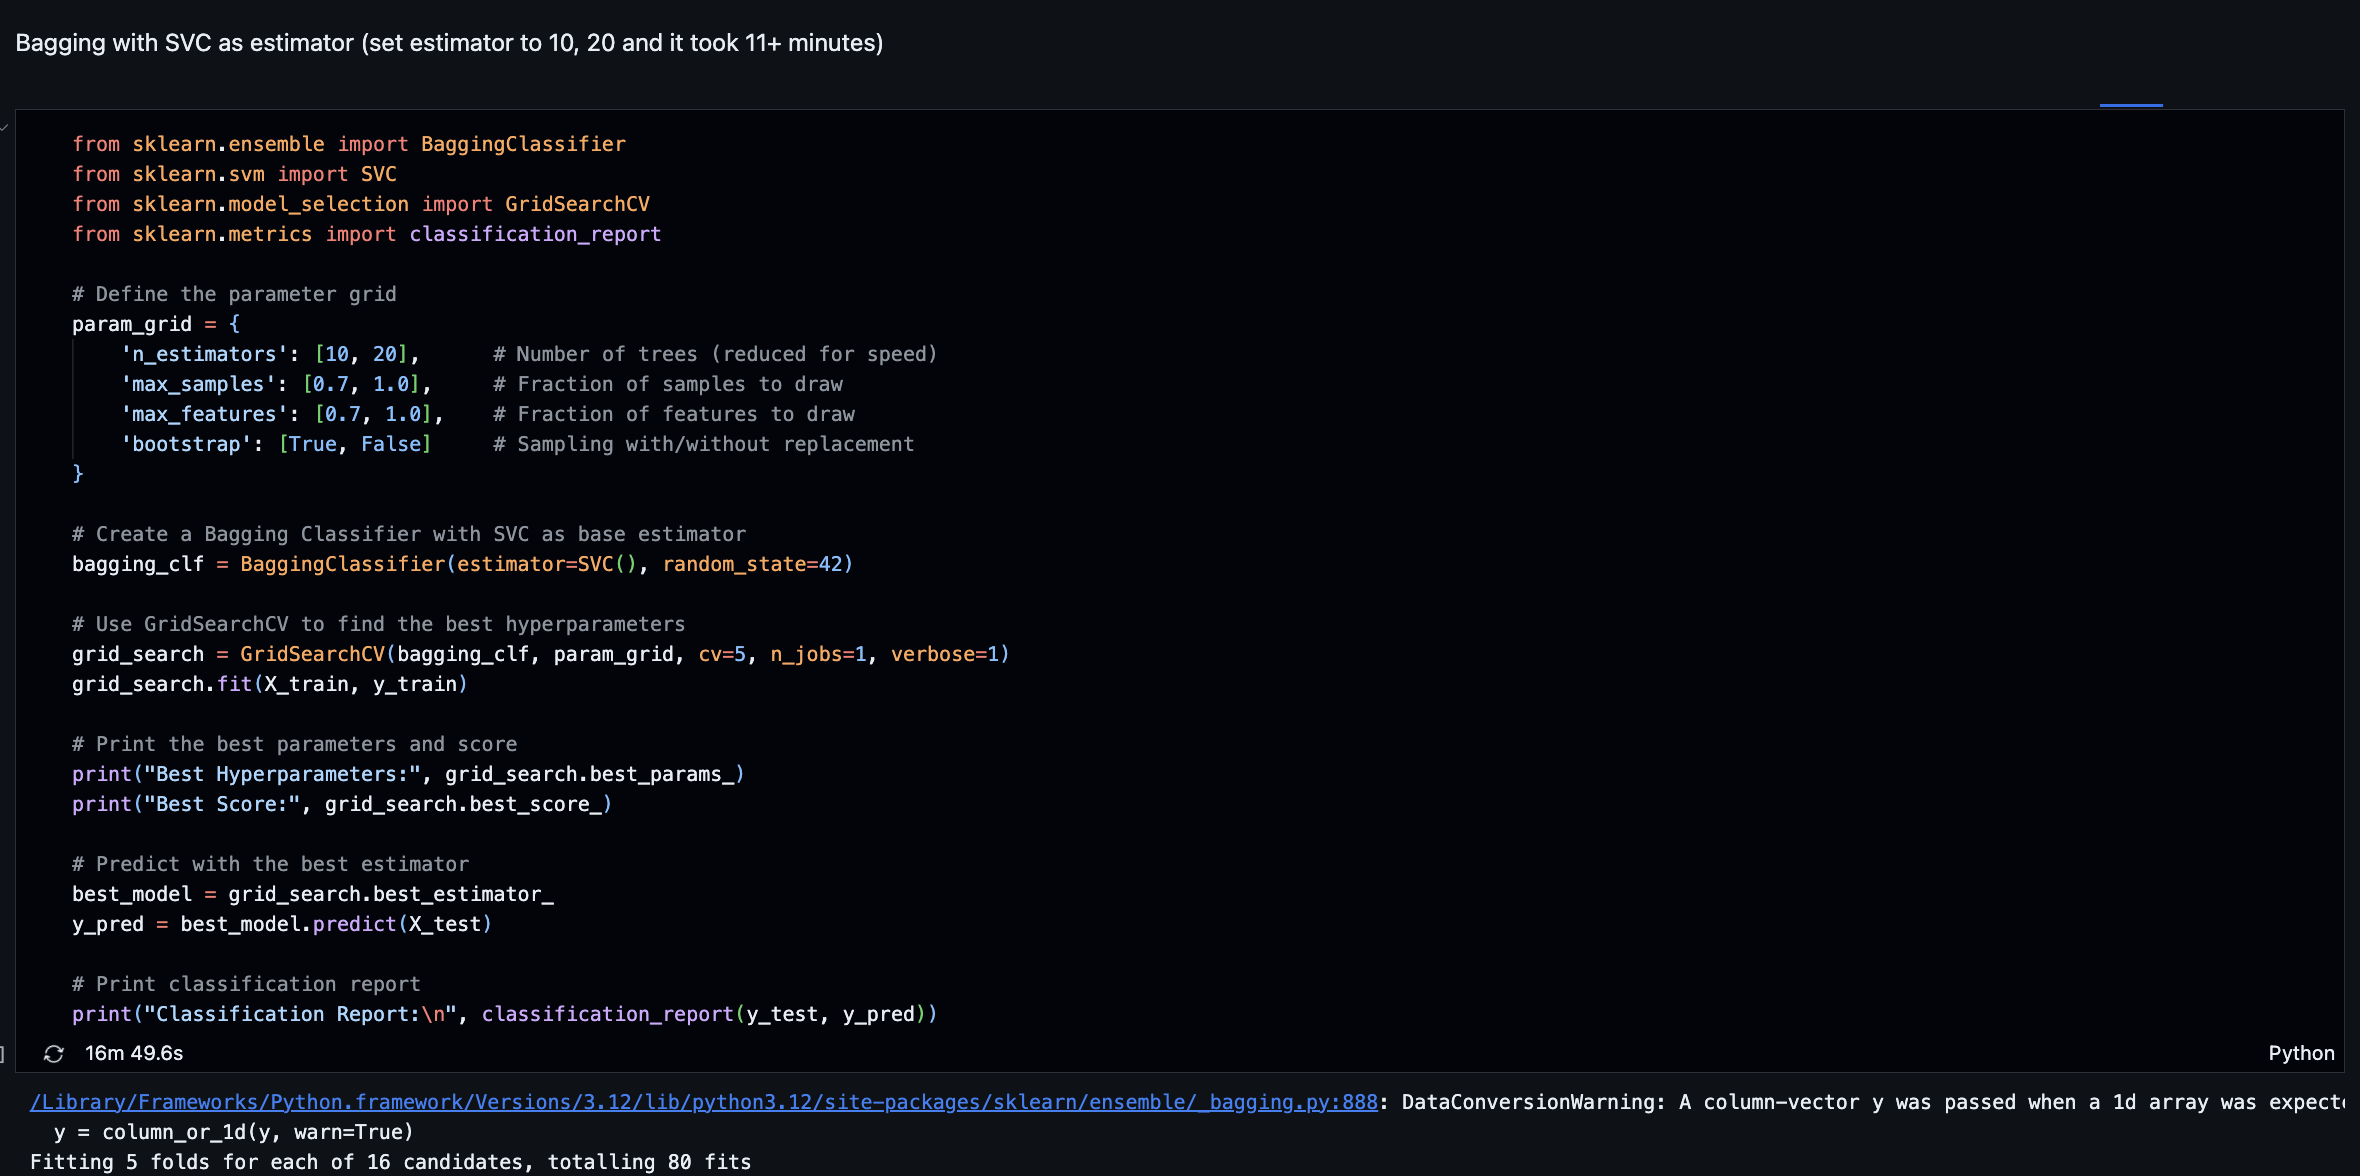 Bagging with SVC as estimator (set estimator to 10, 20 and it took 11+ minutes)
from sklearn.ensemble import BaggingClassifier
from sklearn.svm import SVC
from sklearn.model_selection import GridSearchCV
from sklearn.metrics import classification_report
# Define the parameter grid
param_grid = {
    'n_estimators': [10, 20],      # Number of trees (reduced for speed)
    'max_samples': [0.7, 1.0],     # Fraction of samples to draw
    'max_features': [0.7, 1.0],    # Fraction of features to draw
    'bootstrap': [True, False]     # Sampling with/without replacement
}
# Create a Bagging Classifier with SVC as base estimator
bagging_clf = BaggingClassifier(estimator=SVC(), random_state=42)
# Use GridSearchCV to find the best hyperparameters
grid_search = GridSearchCV(bagging_clf, param_grid, cv=5, n_jobs=1, verbose=1)
grid_search.fit(X_train, y_train)
# Print the best parameters and score
print("Best Hyperparameters:", grid_search.best_params_)
print("Best Score:", grid_search.best_score_)
# Predict with the best estimator
best_model = grid_search.best_estimator_
y_pred = best_model.predict(X_test)
# Print classification report
print("Classification Report:\n", classification_report(y_test, y_pred))
] 16m 49.6s Python
/Library/Frameworks/Python.framework/Versions/3.12/lib/python3.12/site-packages/sklearn/ensemble/_bagging.py:888: DataConversionWarning: A column-vector y was passed when a 1d array was expecte
  y = column_or_1d(y, warn=True)
Fitting 5 folds for each of 16 candidates, totalling 80 fits